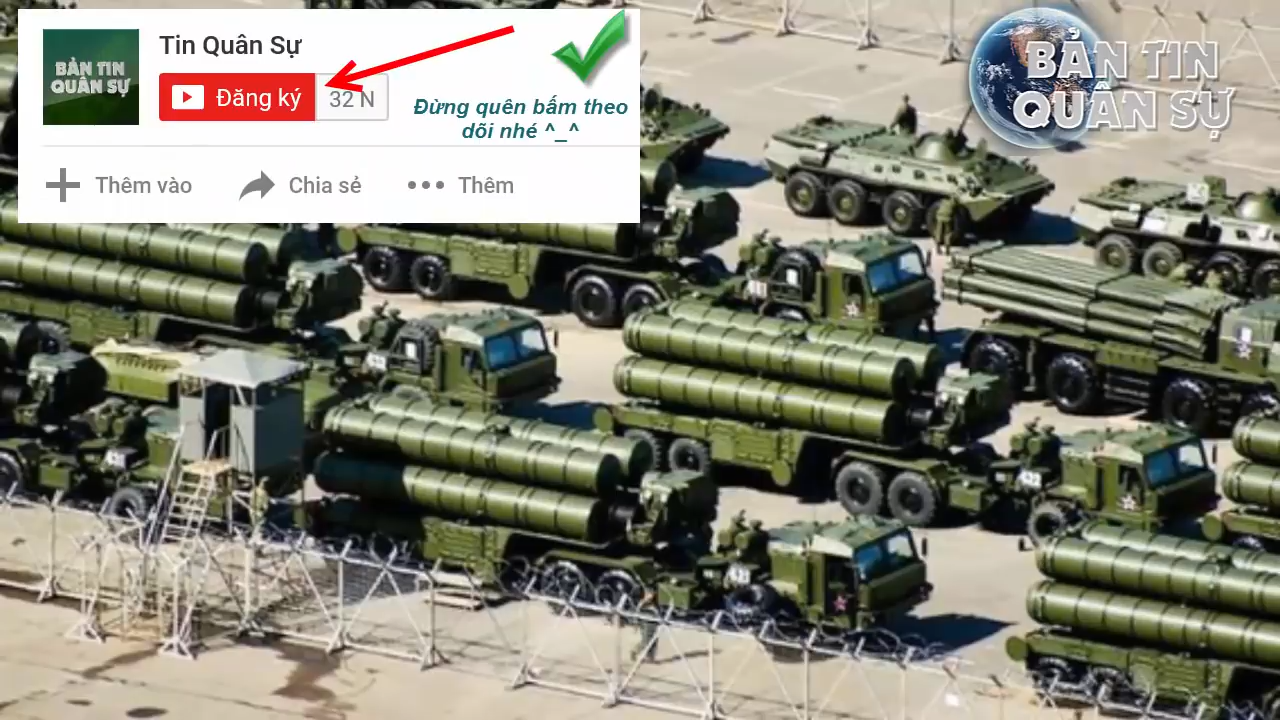 Tin Quân Sự
BẢN TIN
QUÂN SỰ
Đăng ký
32 N
Đừng quên bấm theo
dõi nhé ^_^
Thêm vào
Chia sẻ
Thêm
BẢN TIN
QUÂN SỰ